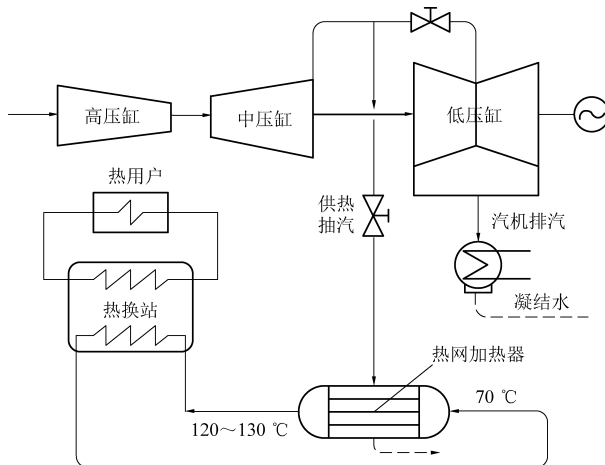 高压缸
中压缸
低压缸
热用户
供热
抽汽
汽机排汽
热换站
凝结水
热网加热器
70 ℃
120～130 ℃